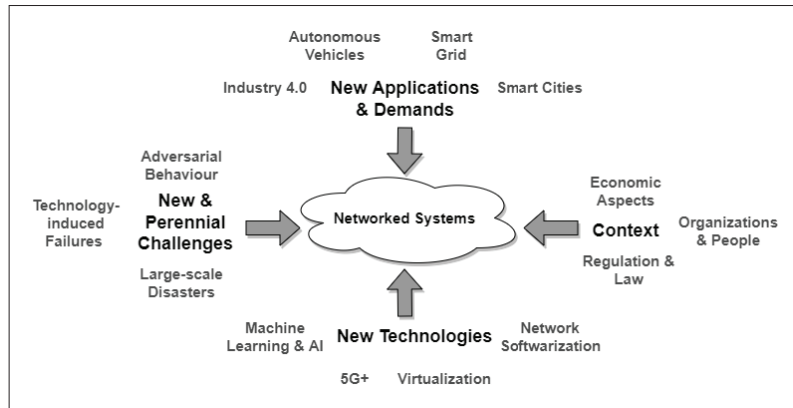 Autonomous
Vehicles
Smart
Grid
Industry 4.0
New Applications
& Demands
Smart Cities
Adversarial
Behaviour
Technology-
induced
Failures
New &
Perennial
Challenges
Large-scale
Disasters
Networked Systems
Economic
Aspects
Context
Organizations
& People
Regulation &
Law
Machine
Learning & AI
New Technologies
Network
Softwarization
5G+
Virtualization